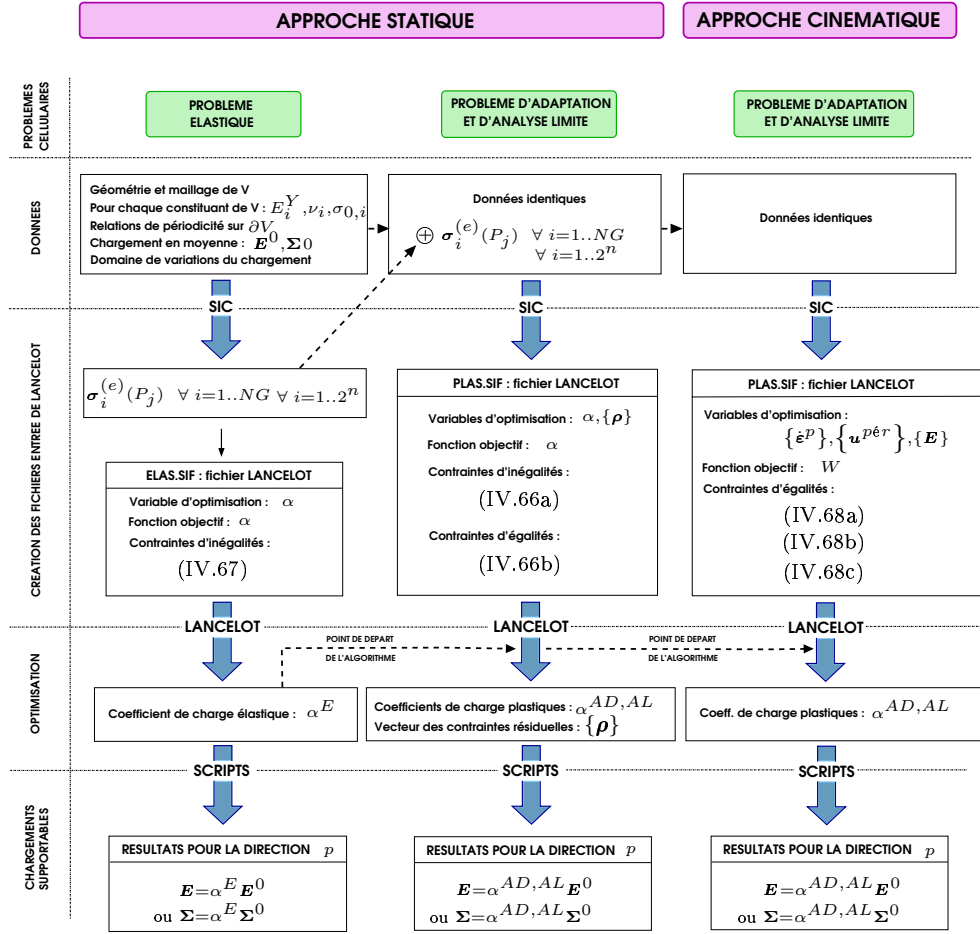 APPROCHE STATIQUE
APPROCHE CINEMATIQUE
PROBLEMES
CELLULAIRES
PROBLEME
ELASTIQUE
PROBLEME D'ADAPTATION
ET D'ANALYSE LIMITE
PROBLEME D'ADAPTATION
ET D'ANALYSE LIMITE
DONNEES
Géométrie et maillage de V
Pour chaque constituant de V : E_i^Y, ν_i, σ_{0,i}
Relations de périodicité sur ∂V
Chargement en moyenne : E^0, Σ0
Domaine de variations du chargement
Données identiques
⊕ σ_i^{(e)}(P_j) ∀ i=1..NG
∀ i=1..2^n
Données identiques
SIC
SIC
SIC
CREATION DES FICHIERS ENTREE DE LANCELOT
σ_i^{(e)}(P_j) ∀ i=1..NG ∀ i=1..2^n
ELAS.SIF : fichier LANCELOT
Variable d'optimisation : α
Fonction objectif : α
Contraintes d'inégalités :
(IV.67)
PLAS.SIF : fichier LANCELOT
Variables d'optimisation : α,{ρ}
Fonction objectif : α
Contraintes d'inégalités :
(IV.66a)
Contraintes d'égalités :
(IV.66b)
PLAS.SIF : fichier LANCELOT
Variables d'optimisation :
{ε̇^p},{u^{pér}},{E}
Fonction objectif : W
Contraintes d'égalités :
(IV.68a)
(IV.68b)
(IV.68c)
LANCELOT
LANCELOT
LANCELOT
OPTIMISATION
POINT DE DEPART
DE L'ALGORITHME
POINT DE DEPART
DE L'ALGORITHME
Coefficient de charge élastique : α^E
Coefficients de charge plastiques : α^{AD,AL}
Vecteur des contraintes résiduelles : {ρ}
Coeff. de charge plastiques : α^{AD,AL}
SCRIPTS
SCRIPTS
SCRIPTS
CHARGEMENTS
SUPPORTABLES
RESULTATS POUR LA DIRECTION p
E=α^E E^0
ou Σ=α^E Σ^0
RESULTATS POUR LA DIRECTION p
E=α^{AD,AL} E^0
ou Σ=α^{AD,AL} Σ^0
RESULTATS POUR LA DIRECTION p
E=α^{AD,AL} E^0
ou Σ=α^{AD,AL} Σ^0